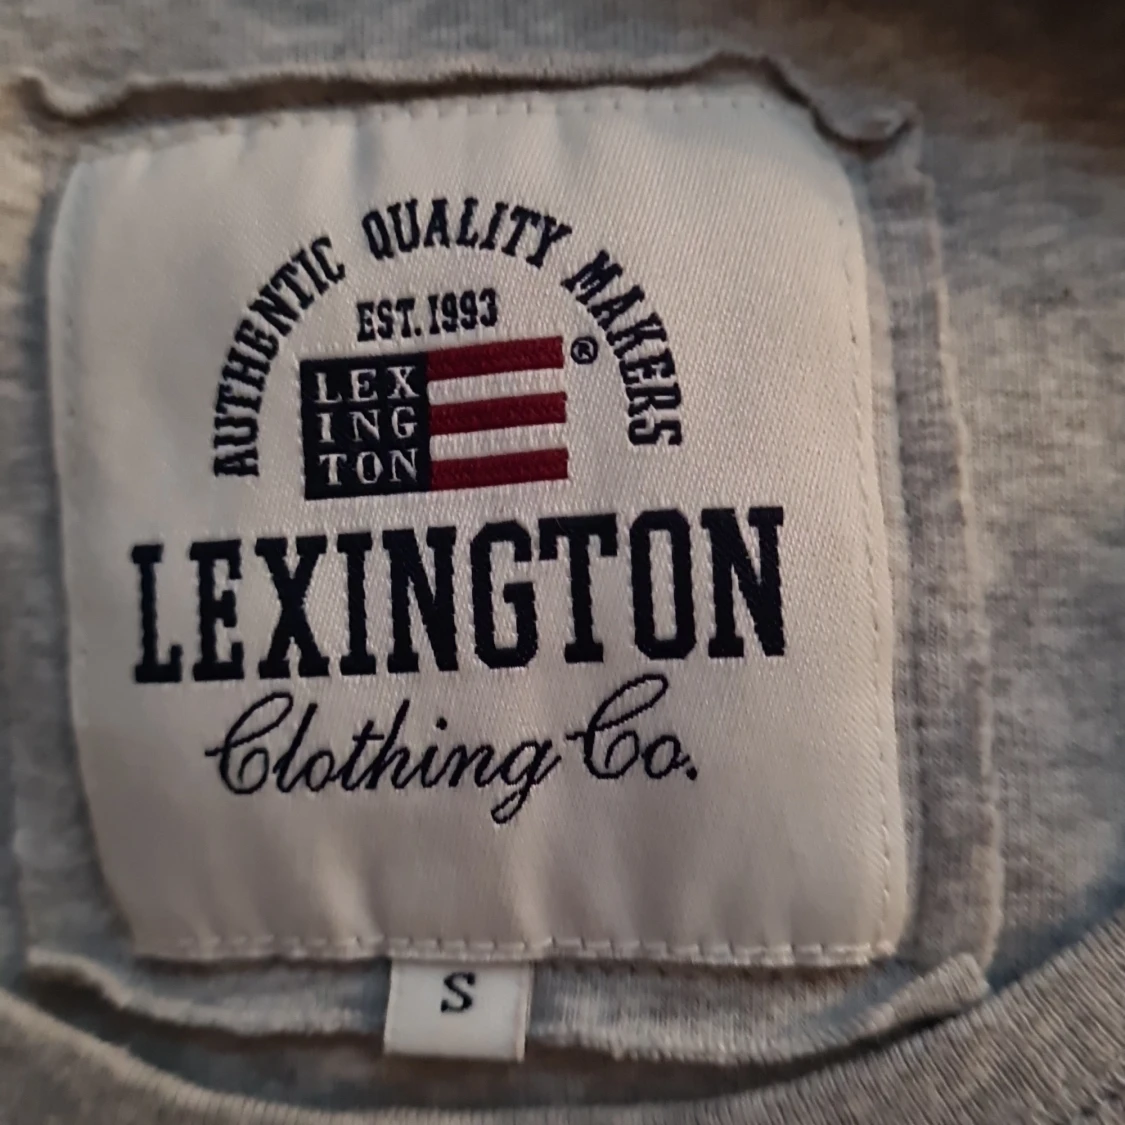 AUTHENTIC QUALITY MAKERS
EST. 1993
LEX
ING
TON
®
LEXINGTON
Clothing Co.
S